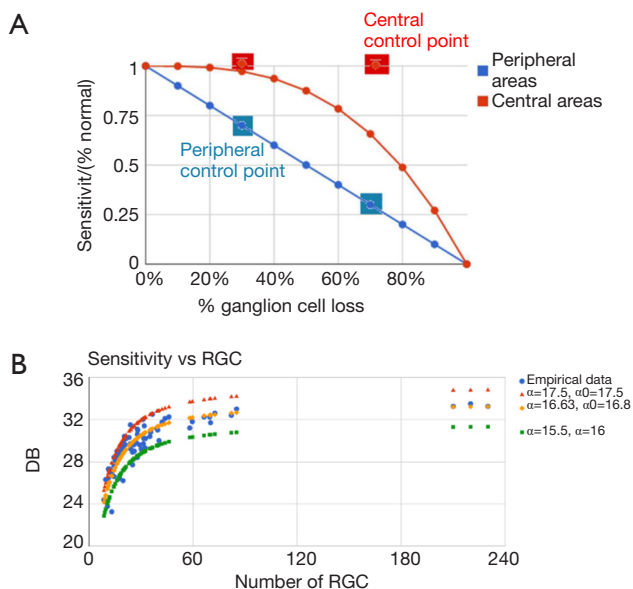 A
Central
control point
1
0.75
0.5
0.25
0
Sensitivit/(% normal)
Peripheral
control point
Peripheral
areas
Central areas
0% 20% 40% 60% 80%
% ganglion cell loss
B
Sensitivity vs RGC
36
32
28
24
20
DB
Empirical data
α=17.5, α0=17.5
α=16.63, α0=16.8
α=15.5, α=16
0 60 120 180 240
Number of RGC